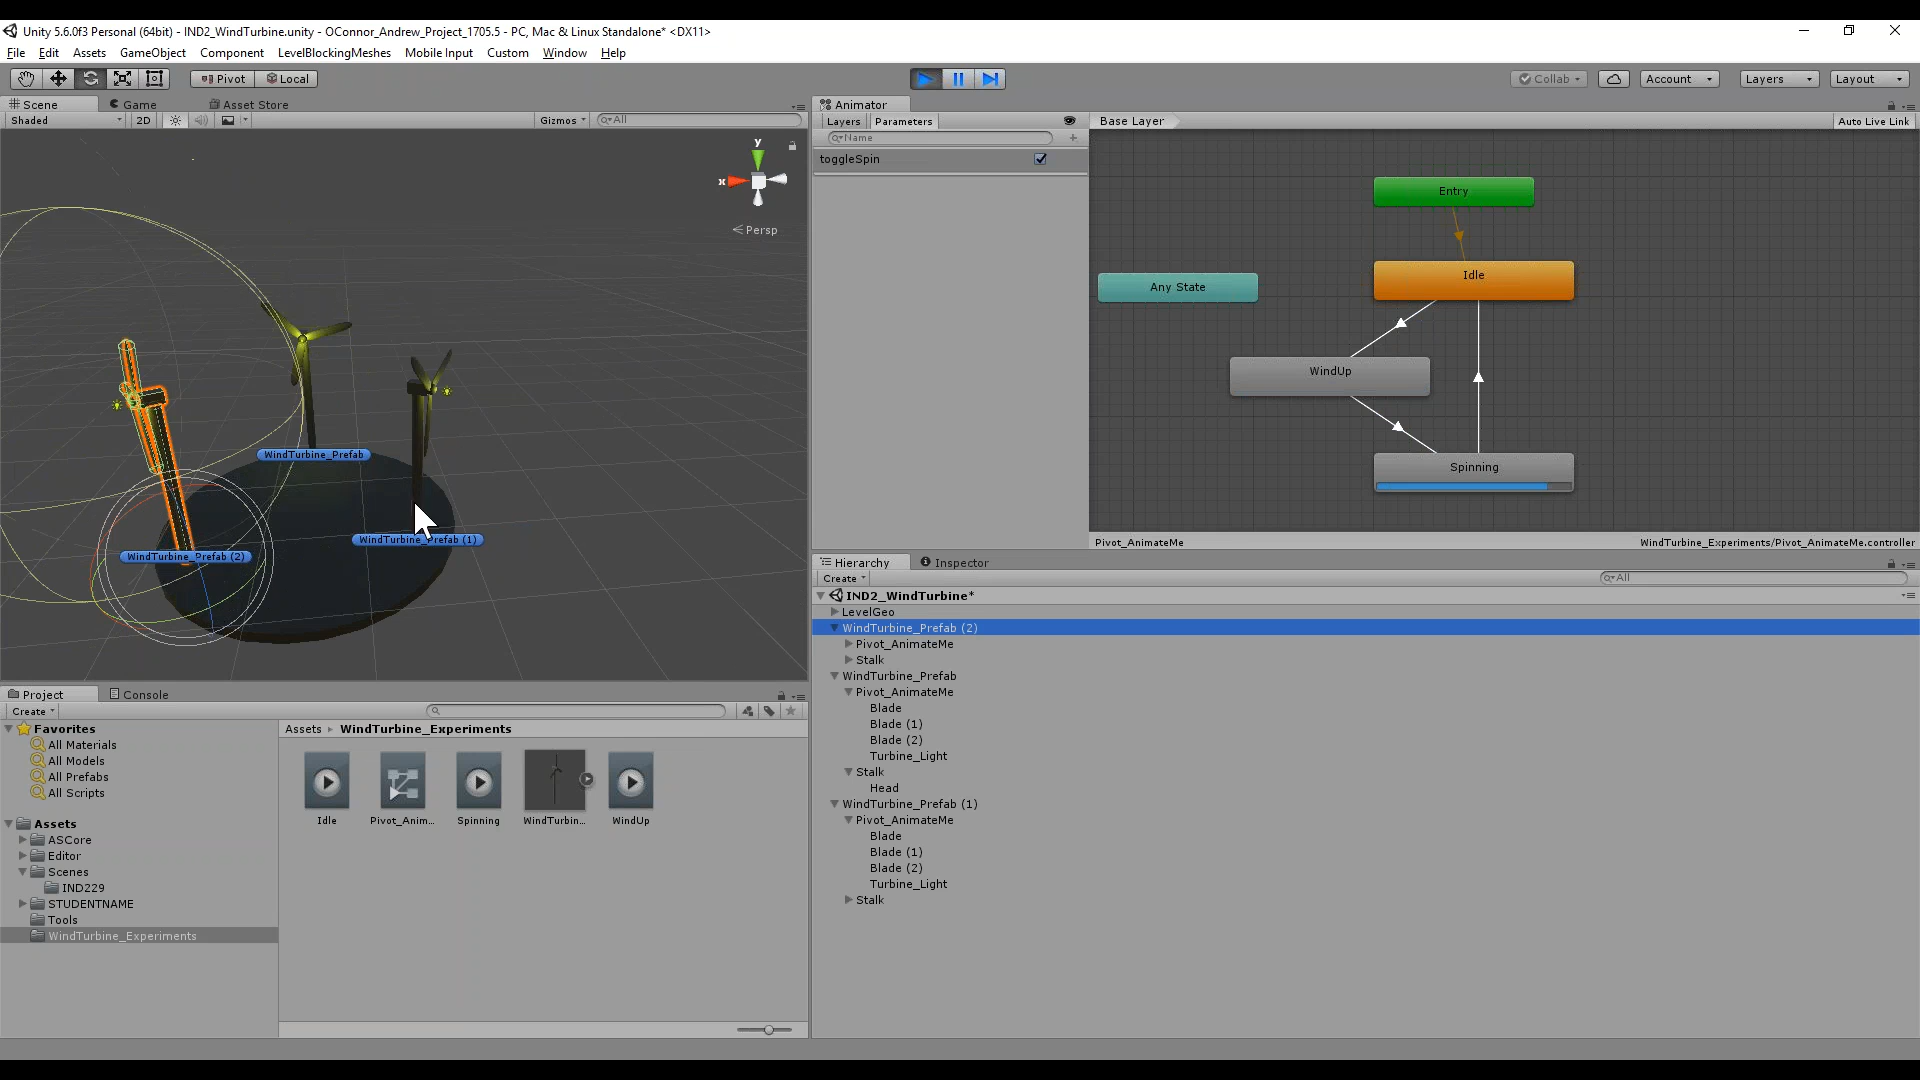 Unity 5.6.0f3 Personal (64bit) - IND2_WindTurbine.unity - OConnor_Andrew_Project_1705.5 - PC, Mac & Linux Standalone* <DX11>
File Edit Assets GameObject Component LevelBlockingMeshes Mobile Input Custom Window Help
Pivot Local Collab Account Layers Layout
Scene Game Asset Store
Shaded 2D Gizmos All
y
x
Persp
WindTurbine_Prefab
WindTurbine_Prefab (1)
WindTurbine_Prefab (2)
Animator
Layers Parameters
Name
toggleSpin
Base Layer Auto Live Link
Entry
Idle
Any State
WindUp
Spinning
Pivot_AnimateMe WindTurbine_Experiments/Pivot_AnimateMe.controller
Hierarchy Inspector
Create All
IND2_WindTurbine*
LevelGeo
WindTurbine_Prefab (2)
Pivot_AnimateMe
Stalk
WindTurbine_Prefab
Pivot_AnimateMe
Blade
Blade (1)
Blade (2)
Turbine_Light
Stalk
Head
WindTurbine_Prefab (1)
Pivot_AnimateMe
Blade
Blade (1)
Blade (2)
Turbine_Light
Stalk
Project Console
Create
Favorites
All Materials
All Models
All Prefabs
All Scripts
Assets
ASCore
Editor
Scenes
IND229
STUDENTNAME
Tools
WindTurbine_Experiments
Assets WindTurbine_Experiments
Idle Pivot_Anim... Spinning WindTurbin... WindUp